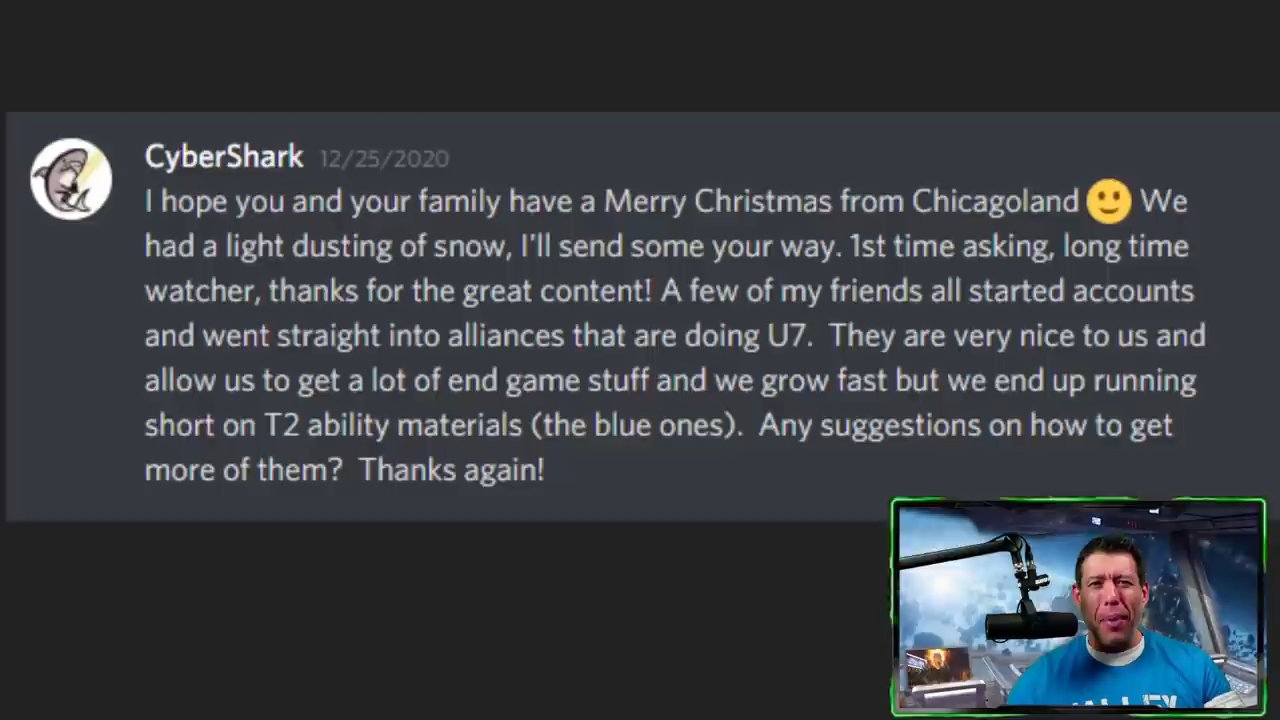 CyberShark 12/25/2020
I hope you and your family have a Merry Christmas from Chicagoland 🙂 We
had a light dusting of snow, I'll send some your way. 1st time asking, long time
watcher, thanks for the great content! A few of my friends all started accounts
and went straight into alliances that are doing U7. They are very nice to us and
allow us to get a lot of end game stuff and we grow fast but we end up running
short on T2 ability materials (the blue ones). Any suggestions on how to get
more of them? Thanks again!